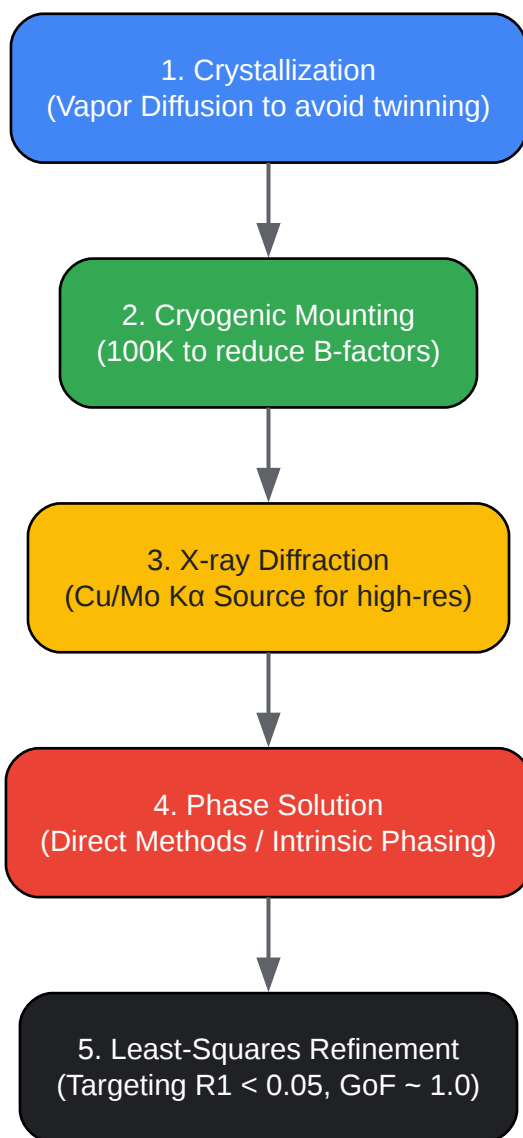 1. Crystallization
(Vapor Diffusion to avoid twinning)
2. Cryogenic Mounting
(100K to reduce B-factors)
3. X-ray Diffraction
(Cu/Mo Kα Source for high-res)
4. Phase Solution
(Direct Methods / Intrinsic Phasing)
5. Least-Squares Refinement
(Targeting R1 < 0.05, GoF ~ 1.0)